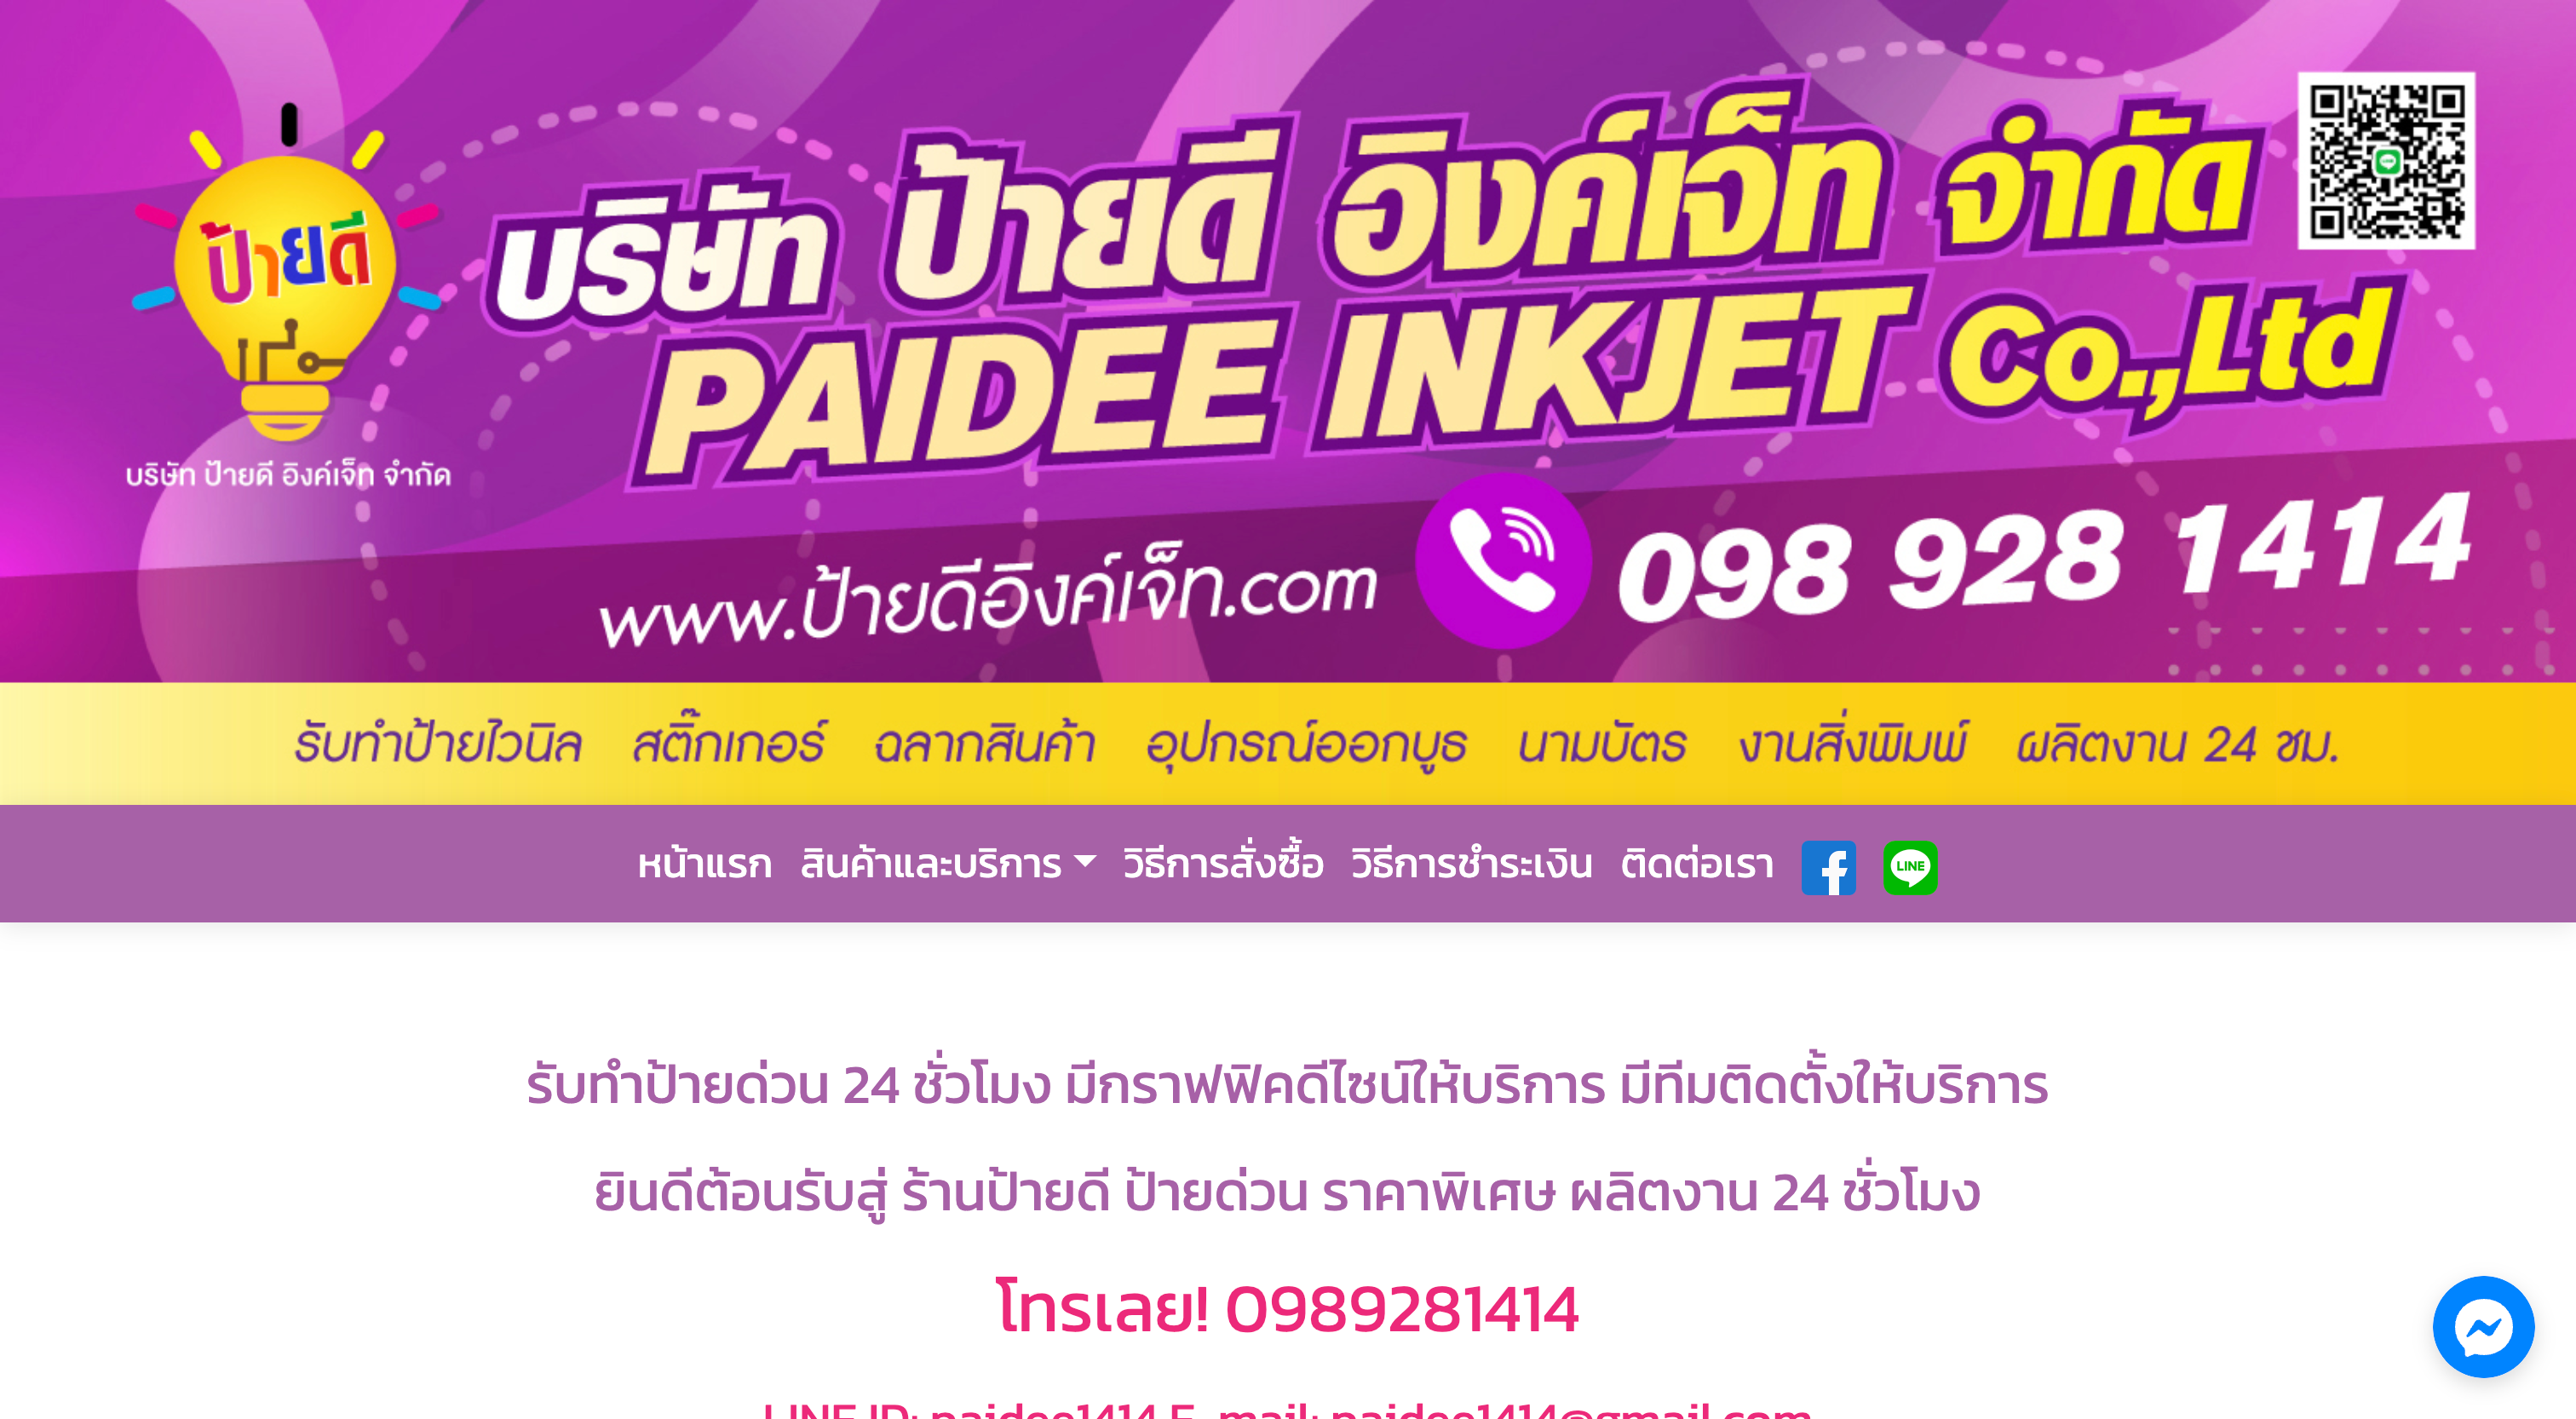 ป้ายดี
บริษัท ป้ายดี อิงค์เจ็ท จำกัด
บริษัท ป้ายดี อิงค์เจ็ท จำกัด
PAIDEE INKJET Co.,Ltd
www.ป้ายดีอิงค์เจ็ท.com 098 928 1414
รับทำป้ายไวนิล สติ๊กเกอร์ ฉลากสินค้า อุปกรณ์ออกบูธ นามบัตร งานสิ่งพิมพ์ ผลิตงาน 24 ชม.
หน้าแรก สินค้าและบริการ วิธีการสั่งซื้อ วิธีการชำระเงิน ติดต่อเรา LINE
รับทำป้ายด่วน 24 ชั่วโมง มีกราฟฟิคดีไซน์ให้บริการ มีทีมติดตั้งให้บริการ
ยินดีต้อนรับสู่ ร้านป้ายดี ป้ายด่วน ราคาพิเศษ ผลิตงาน 24 ชั่วโมง
โทรเลย! 0989281414
LINE ID: paidee1414 E-mail: paidee1414@gmail.com